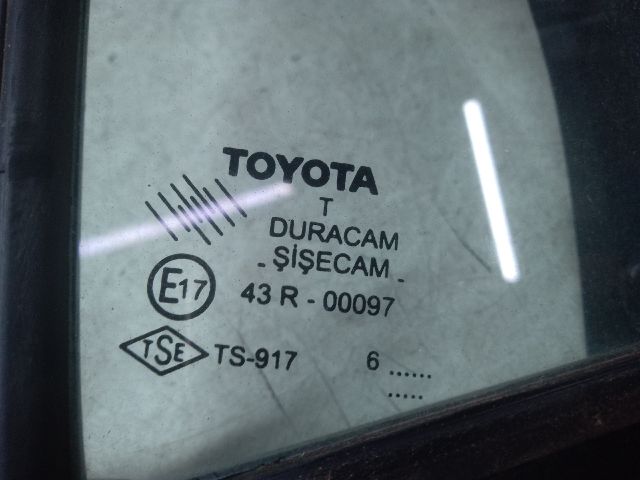 TOYOTA
T
DURACAM
- ŞİŞECAM -
E17 43 R - 00097
TSE TS-917 6 ......
.....